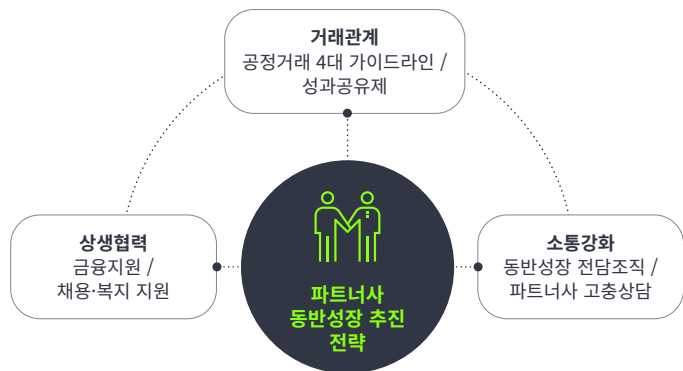 거래관계
공정거래 4대 가이드라인 /
성과공유제
상생협력
금융지원 /
채용·복지 지원
파트너사
동반성장 추진
전략
소통강화
동반성장 전담조직 /
파트너사 고충상담